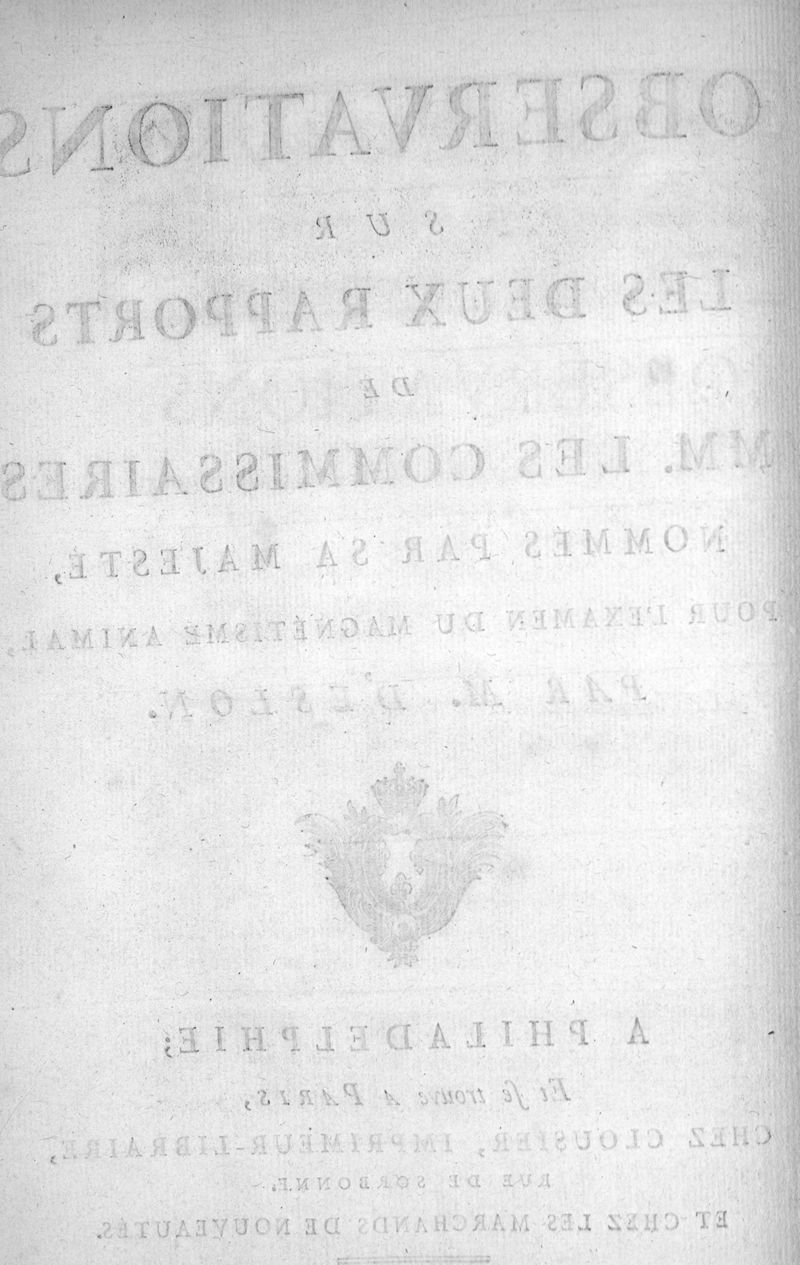 OBSERVATIONS
SUR
LES DEUX RAPPORTS
DE
MM. LES COMMISSAIRES
NOMMÉS PAR SA MAJESTÉ,
POUR L'EXAMEN DU MAGNÉTISME ANIMAL,
PAR M. D'ESLON.
A PHILADELPHIE;
Et ſe trouve A PARIS,
CHEZ CLOUSIER, IMPRIMEUR-LIBRAIRE,
RUE DE SORBONNE.
ET CHEZ LES MARCHANDS DE NOUVEAUTÉS.